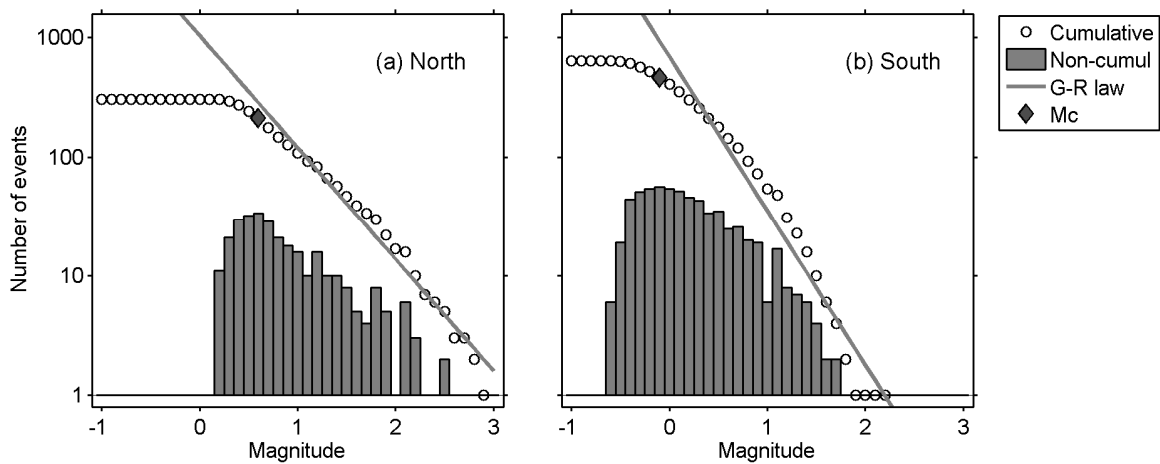 1000
100
10
1
Number of events
(a) North
-1 0 1 2 3
Magnitude
(b) South
-1 0 1 2 3
Magnitude
Cumulative
Non-cumul
G-R law
Mc